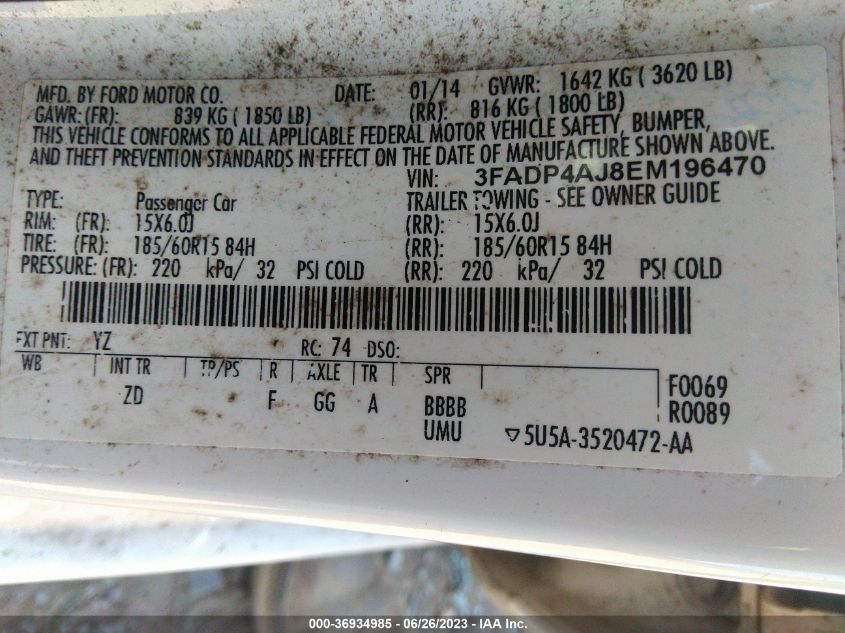 MFD. BY FORD MOTOR CO. DATE: 01/14 GVWR: 1642 KG ( 3620 LB)
GAWR: (FR): 839 KG ( 1850 LB) (RR): 816 KG ( 1800 LB)
THIS VEHICLE CONFORMS TO ALL APPLICABLE FEDERAL MOTOR VEHICLE SAFETY, BUMPER,
AND THEFT PREVENTION STANDARDS IN EFFECT ON THE DATE OF MANUFACTURE SHOWN ABOVE.
VIN: 3FADP4AJ8EM196470
TYPE: Passenger Car TRAILER TOWING - SEE OWNER GUIDE
RIM: (FR): 15X6.0J (RR): 15X6.0J
TIRE: (FR): 185/60R15 84H (RR): 185/60R15 84H
PRESSURE: (FR): 220 kPa/ 32 PSI COLD (RR): 220 kPa/ 32 PSI COLD
EXT PNT: YZ RC: 74 DSO:
WB INT TR TP/PS R AXLE TR SPR
ZD F GG A BBBB F0069
UMU R0089
▽5U5A-3520472-AA
000-36934985 — 06/26/2023 — IAA Inc.